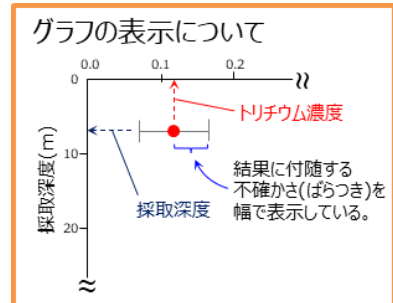 グラフの表示について
0.0 0.1 0.2
0
トリチウム濃度
10
採取深度(m)
採取深度
結果に付随する
不確かさ(ばらつき)を
幅で表示している。
20